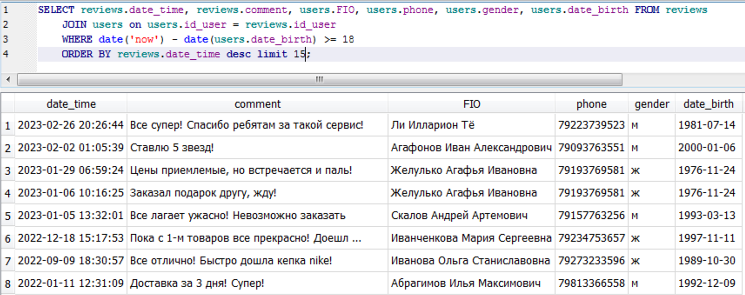 1 SELECT reviews.date_time, reviews.comment, users.FIO, users.phone, users.gender, users.date_birth FROM reviews
2 JOIN users on users.id_user = reviews.id_user
3 WHERE date('now') - date(users.date_birth) >= 18
4 ORDER BY reviews.date_time desc limit 15;
date_time comment FIO phone gender date_birth
1 2023-02-26 20:26:44 Все супер! Спасибо ребятам за такой сервис! Ли Илларион Тё 79223739523 м 1981-07-14
2 2023-02-02 01:05:39 Ставлю 5 звезд! Агафонов Иван Александрович 79093763551 м 2000-01-06
3 2023-01-29 06:59:24 Цены приемлемые, но встречается и паль! Желулько Агафья Ивановна 79193769581 ж 1976-11-24
4 2023-01-06 10:16:25 Заказал подарок другу, жду! Желулько Агафья Ивановна 79193769581 ж 1976-11-24
5 2023-01-05 13:32:01 Все лагает ужасно! Невозможно заказать Скалов Андрей Артемович 79157763256 м 1993-03-13
6 2022-12-18 15:17:53 Пока с 1-м товаров все прекрасно! Доешл ... Иванченкова Мария Сергеевна 79234753657 ж 1997-11-11
7 2022-09-09 18:30:57 Все отлично! Быстро дошла кепка nike! Иванова Ольга Станиславовна 79273233596 ж 1989-10-30
8 2022-01-11 12:31:09 Доставка за 3 дня! Супер! Абрагимов Илья Максимович 79813366558 м 1992-12-09